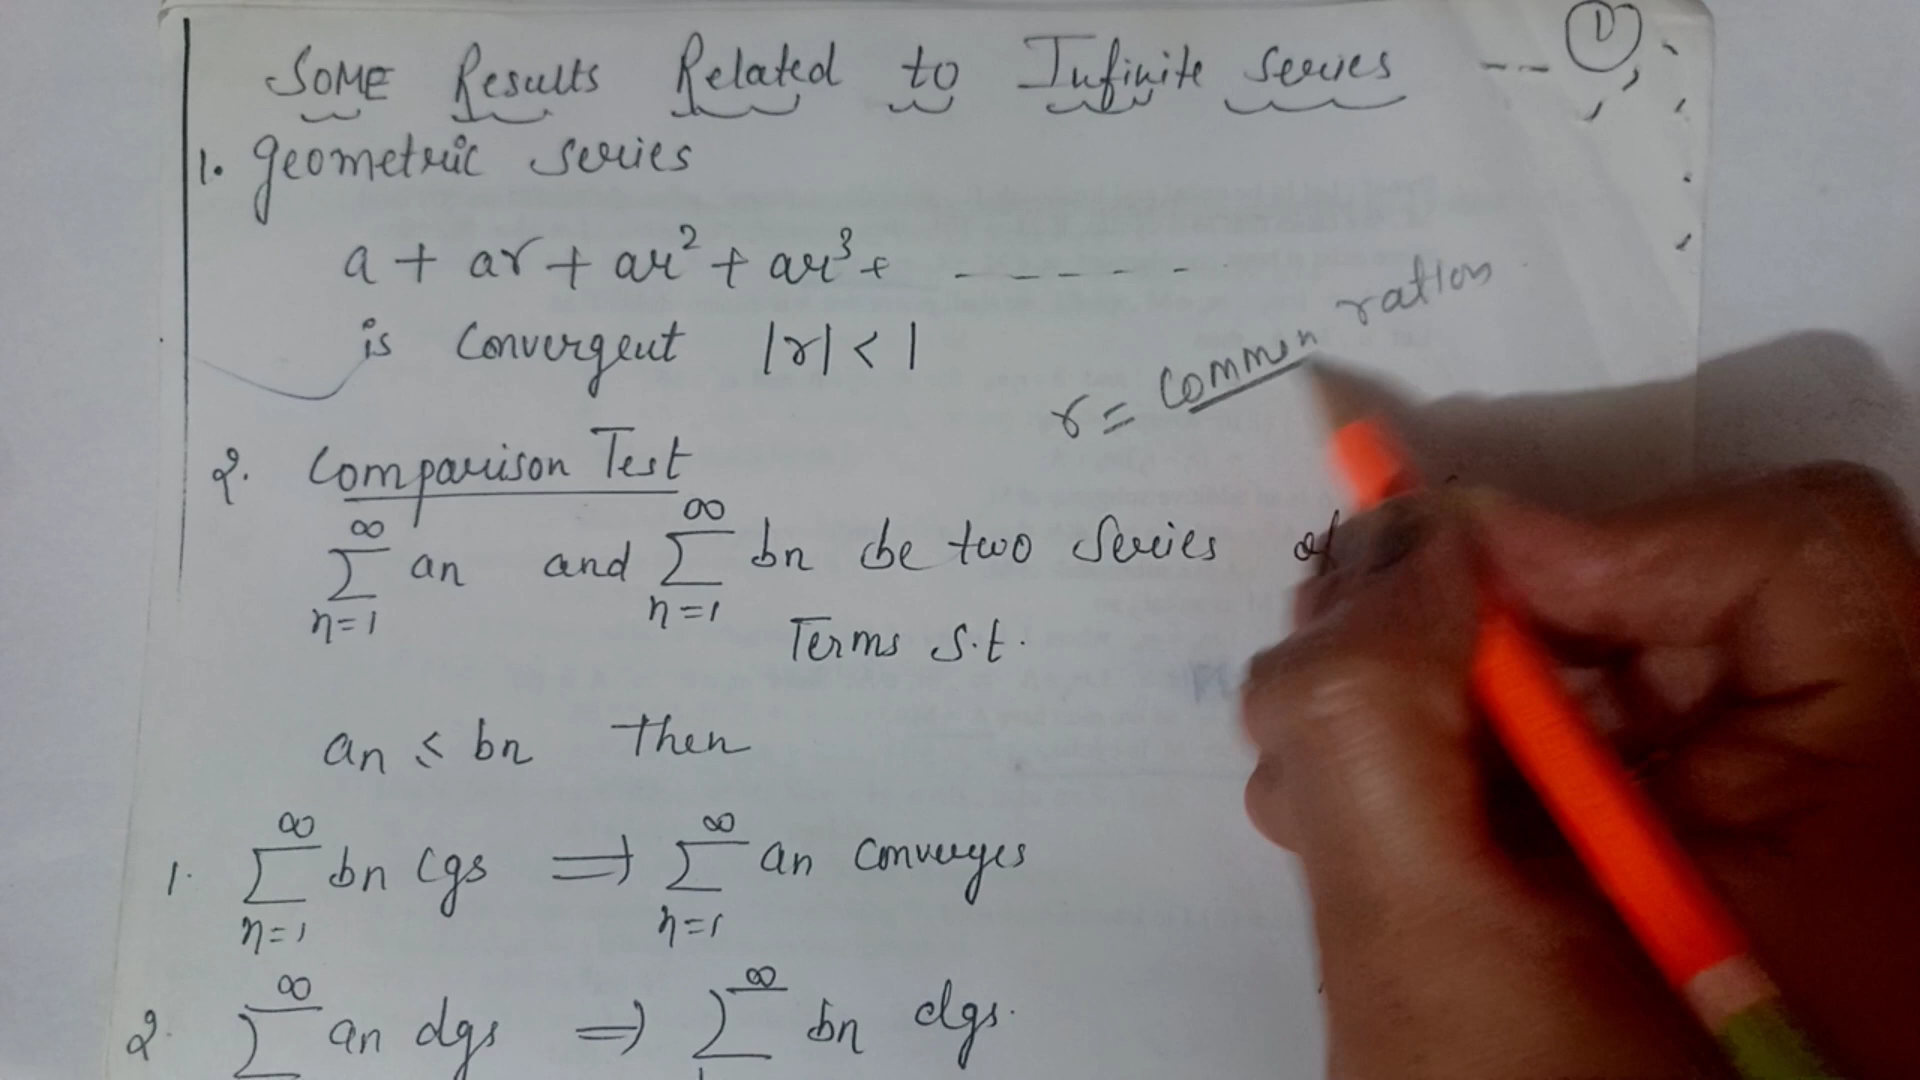 SOME Results Related to Infinite Series --- ①
1. Geometric Series
a + ar + ar² + ar³ + ------
is Convergent |r| < 1
r = Common ration
2. Comparison Test
∞ ∑ n=1 an and ∞ ∑ n=1 bn be two Series of
Terms s.t.
an ≤ bn then
1. ∞ ∑ n=1 bn cgs ⇒ ∞ ∑ n=1 an Converges
2. ∞ ∑ an dgs ⇒ ∞ ∑ bn dgs.